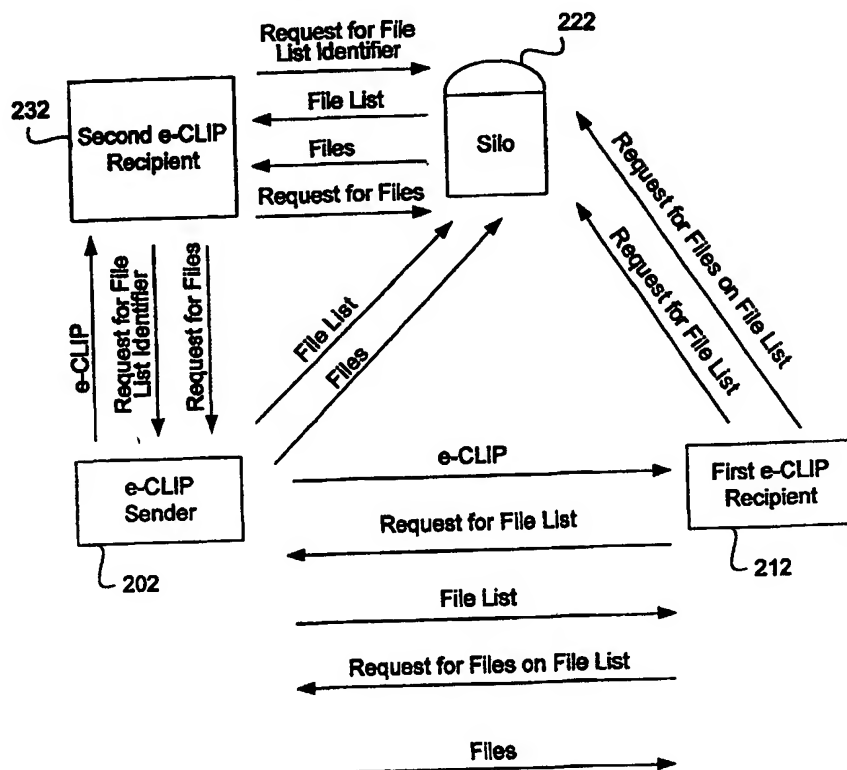 Request for File
List Identifier
222
File List
232
Second e-CLIP
Recipient
Silo
Files
Request for Files
Request for Files on File List
Request for File List
e-CLIP
Request for File
List Identifier
Request for Files
File List
Files
e-CLIP
Sender
202
e-CLIP
First e-CLIP
Recipient
212
Request for File List
File List
Request for Files on File List
Files